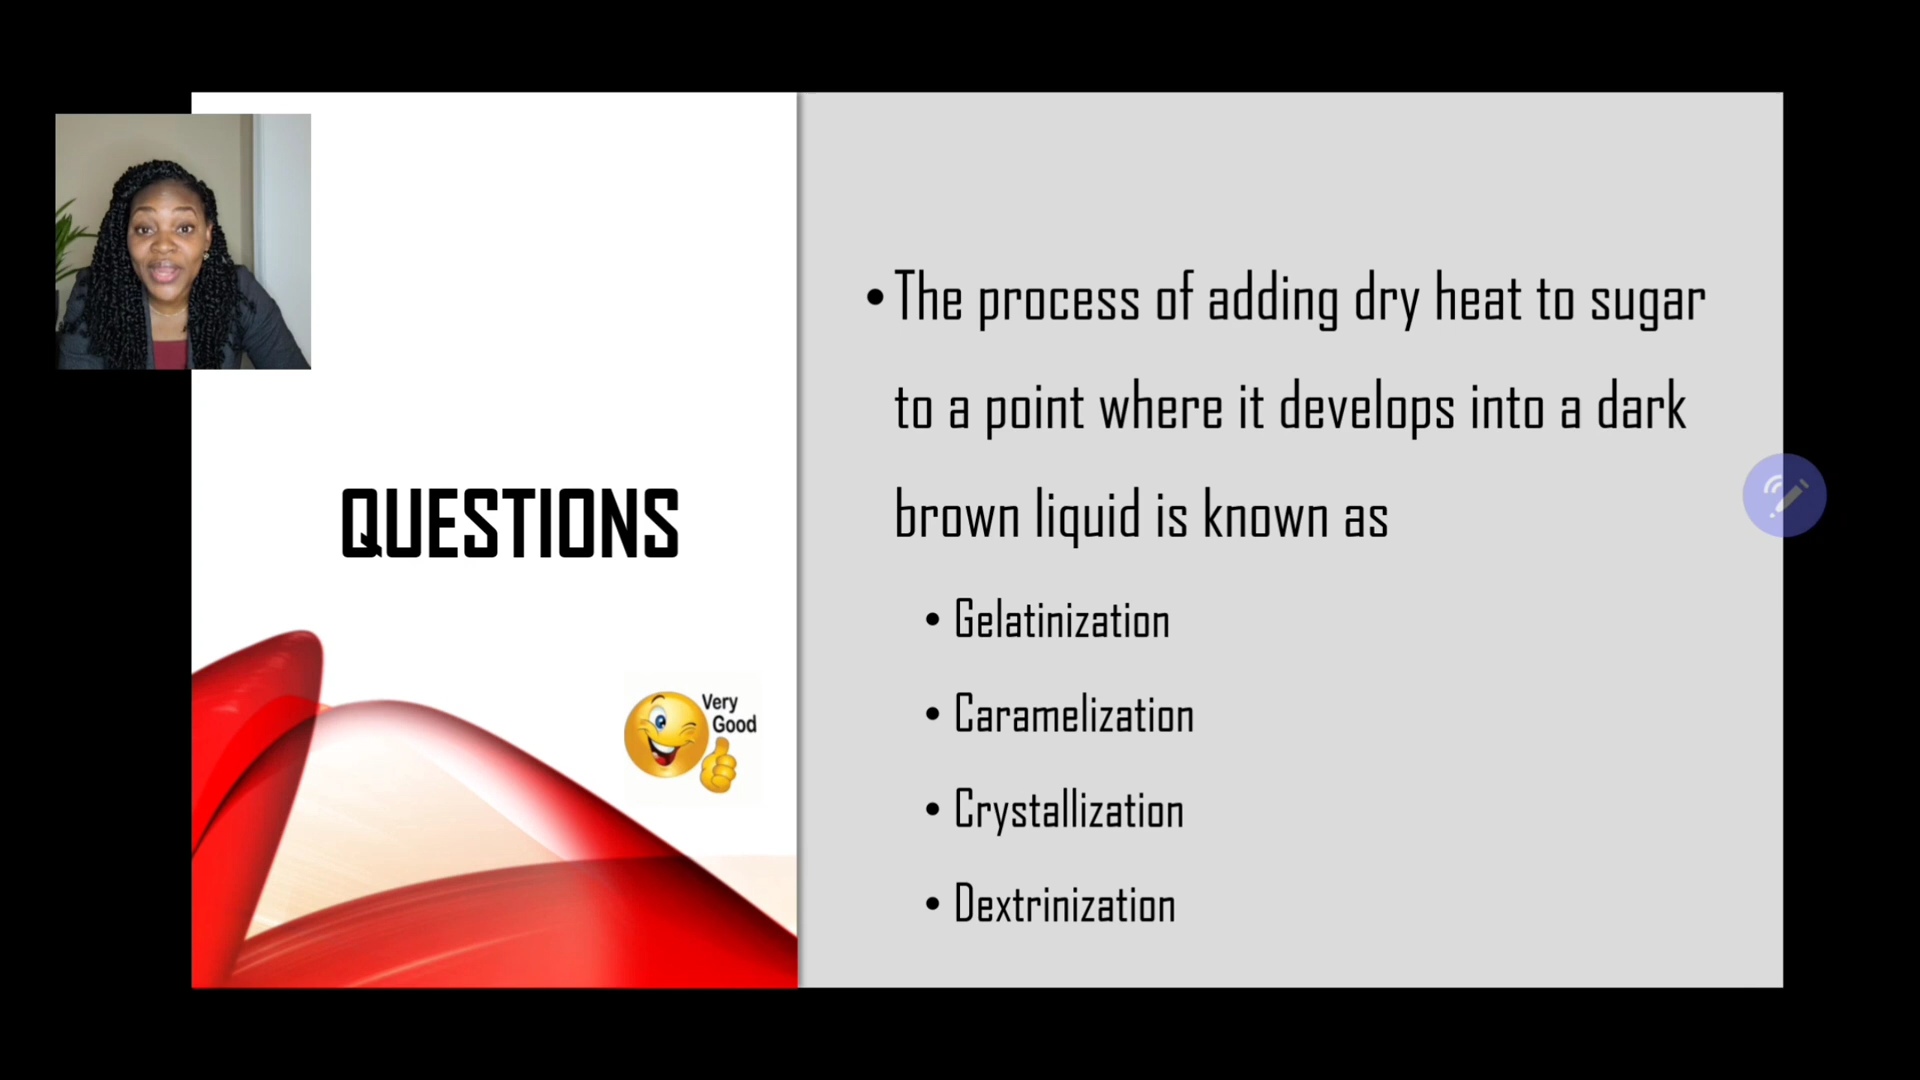 QUESTIONS
Very
Good
•The process of adding dry heat to sugar
to a point where it develops into a dark
brown liquid is known as
• Gelatinization
• Caramelization
• Crystallization
• Dextrinization